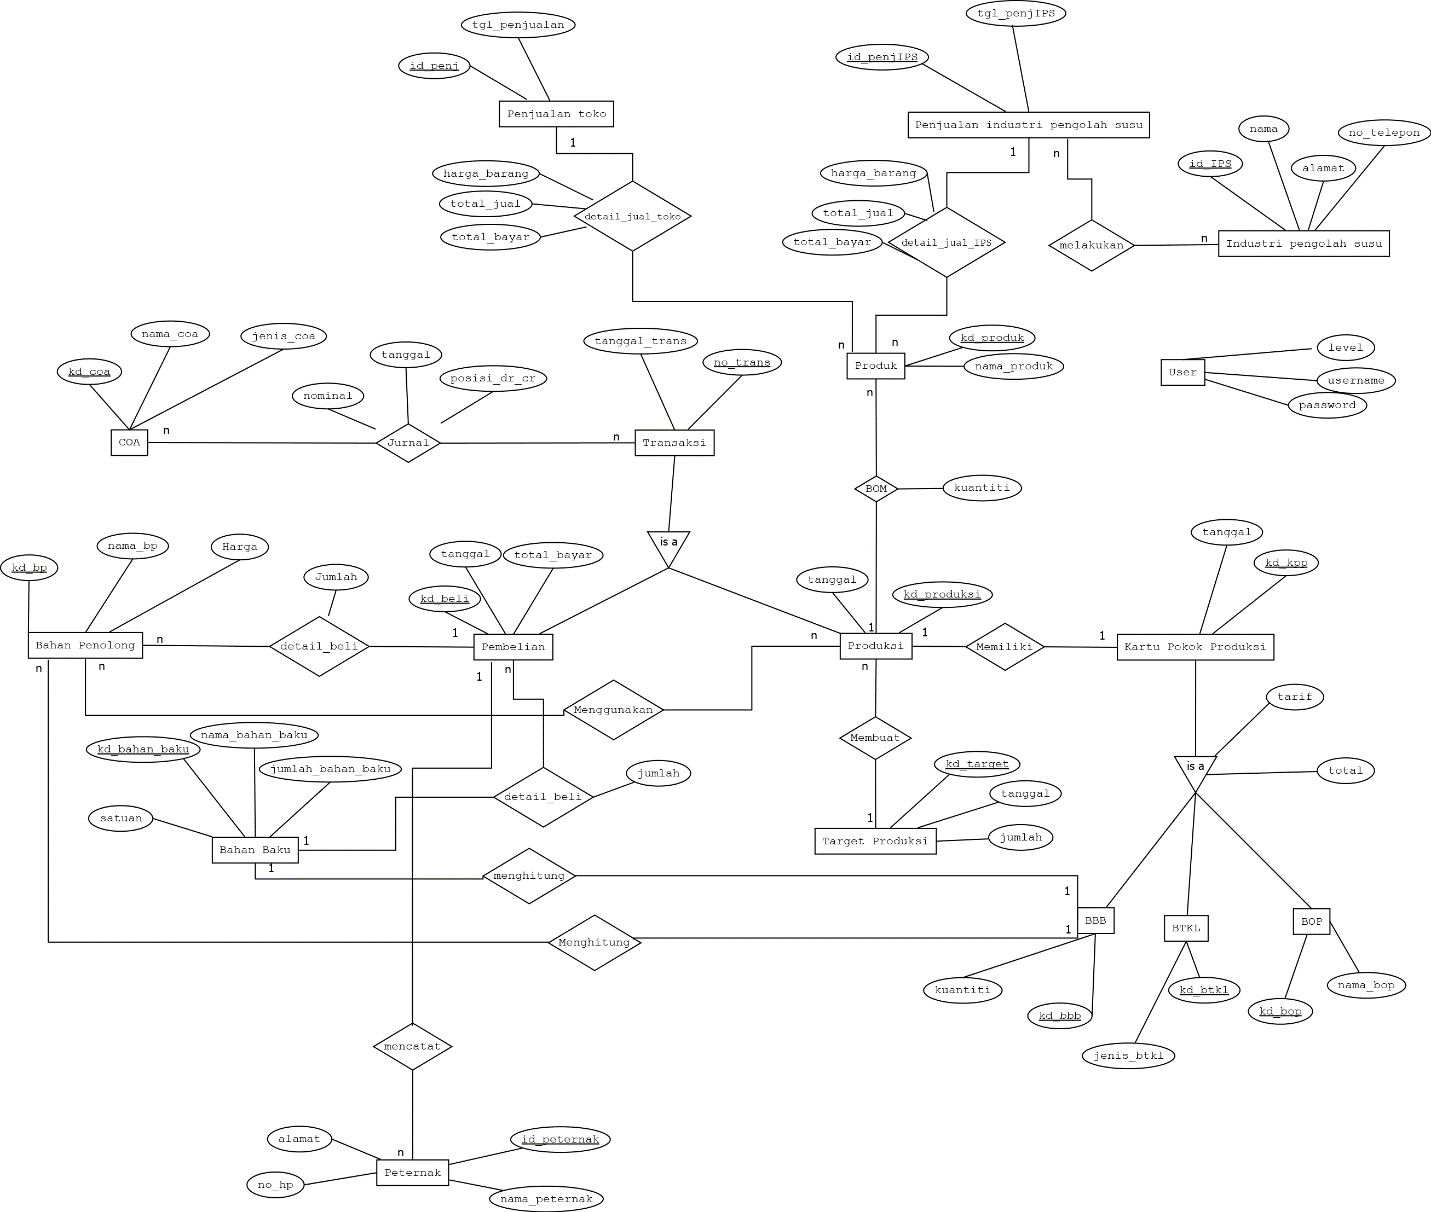 tgl_penjIPS
tgl_penjualan
id_penjIPS
id_penj
Penjualan toko
Penjualan industri pengolah susu
nama
no_telepon
1
1
n
id_IPS
alamat
harga_barang
harga_barang
total_jual
total_jual
detail_jual_toko
total_bayar
total_bayar
detail_jual_IPS
melakukan
n
Industri pengolah susu
nama_coa
jenis_coa
tanggal_trans
kd_produk
n
n
level
tanggal
kd_coa
no_trans
Produk
nama_produk
User
posisi_dr_cr
username
nominal
n
password
n
n
COA
Jurnal
Transaksi
BOM
kuantiti
tanggal
is a
nama_bp
Harga
tanggal
total_bayar
kd_kpp
kd_bp
Jumlah
tanggal
kd_beli
kd_produksi
1
n
1
n
1
1
Bahan Penolong
detail_beli
Pembelian
Produksi
Memiliki
Kartu Pokok Produksi
n
n
1
n
n
tarif
Menggunakan
nama_bahan_baku
Membuat
kd_bahan_baku
kd_target
is a
jumlah_bahan_baku
jumlah
total
detail_beli
tanggal
satuan
1
jumlah
1
Bahan Baku
Target Produksi
1
menghitung
1
BBB
BTKL
BOP
1
Menghitung
kuantiti
kd_btkl
nama_bop
kd_bbb
kd_bop
mencatat
jenis_btkl
alamat
id_peternak
n
Peternak
no_hp
nama_peternak